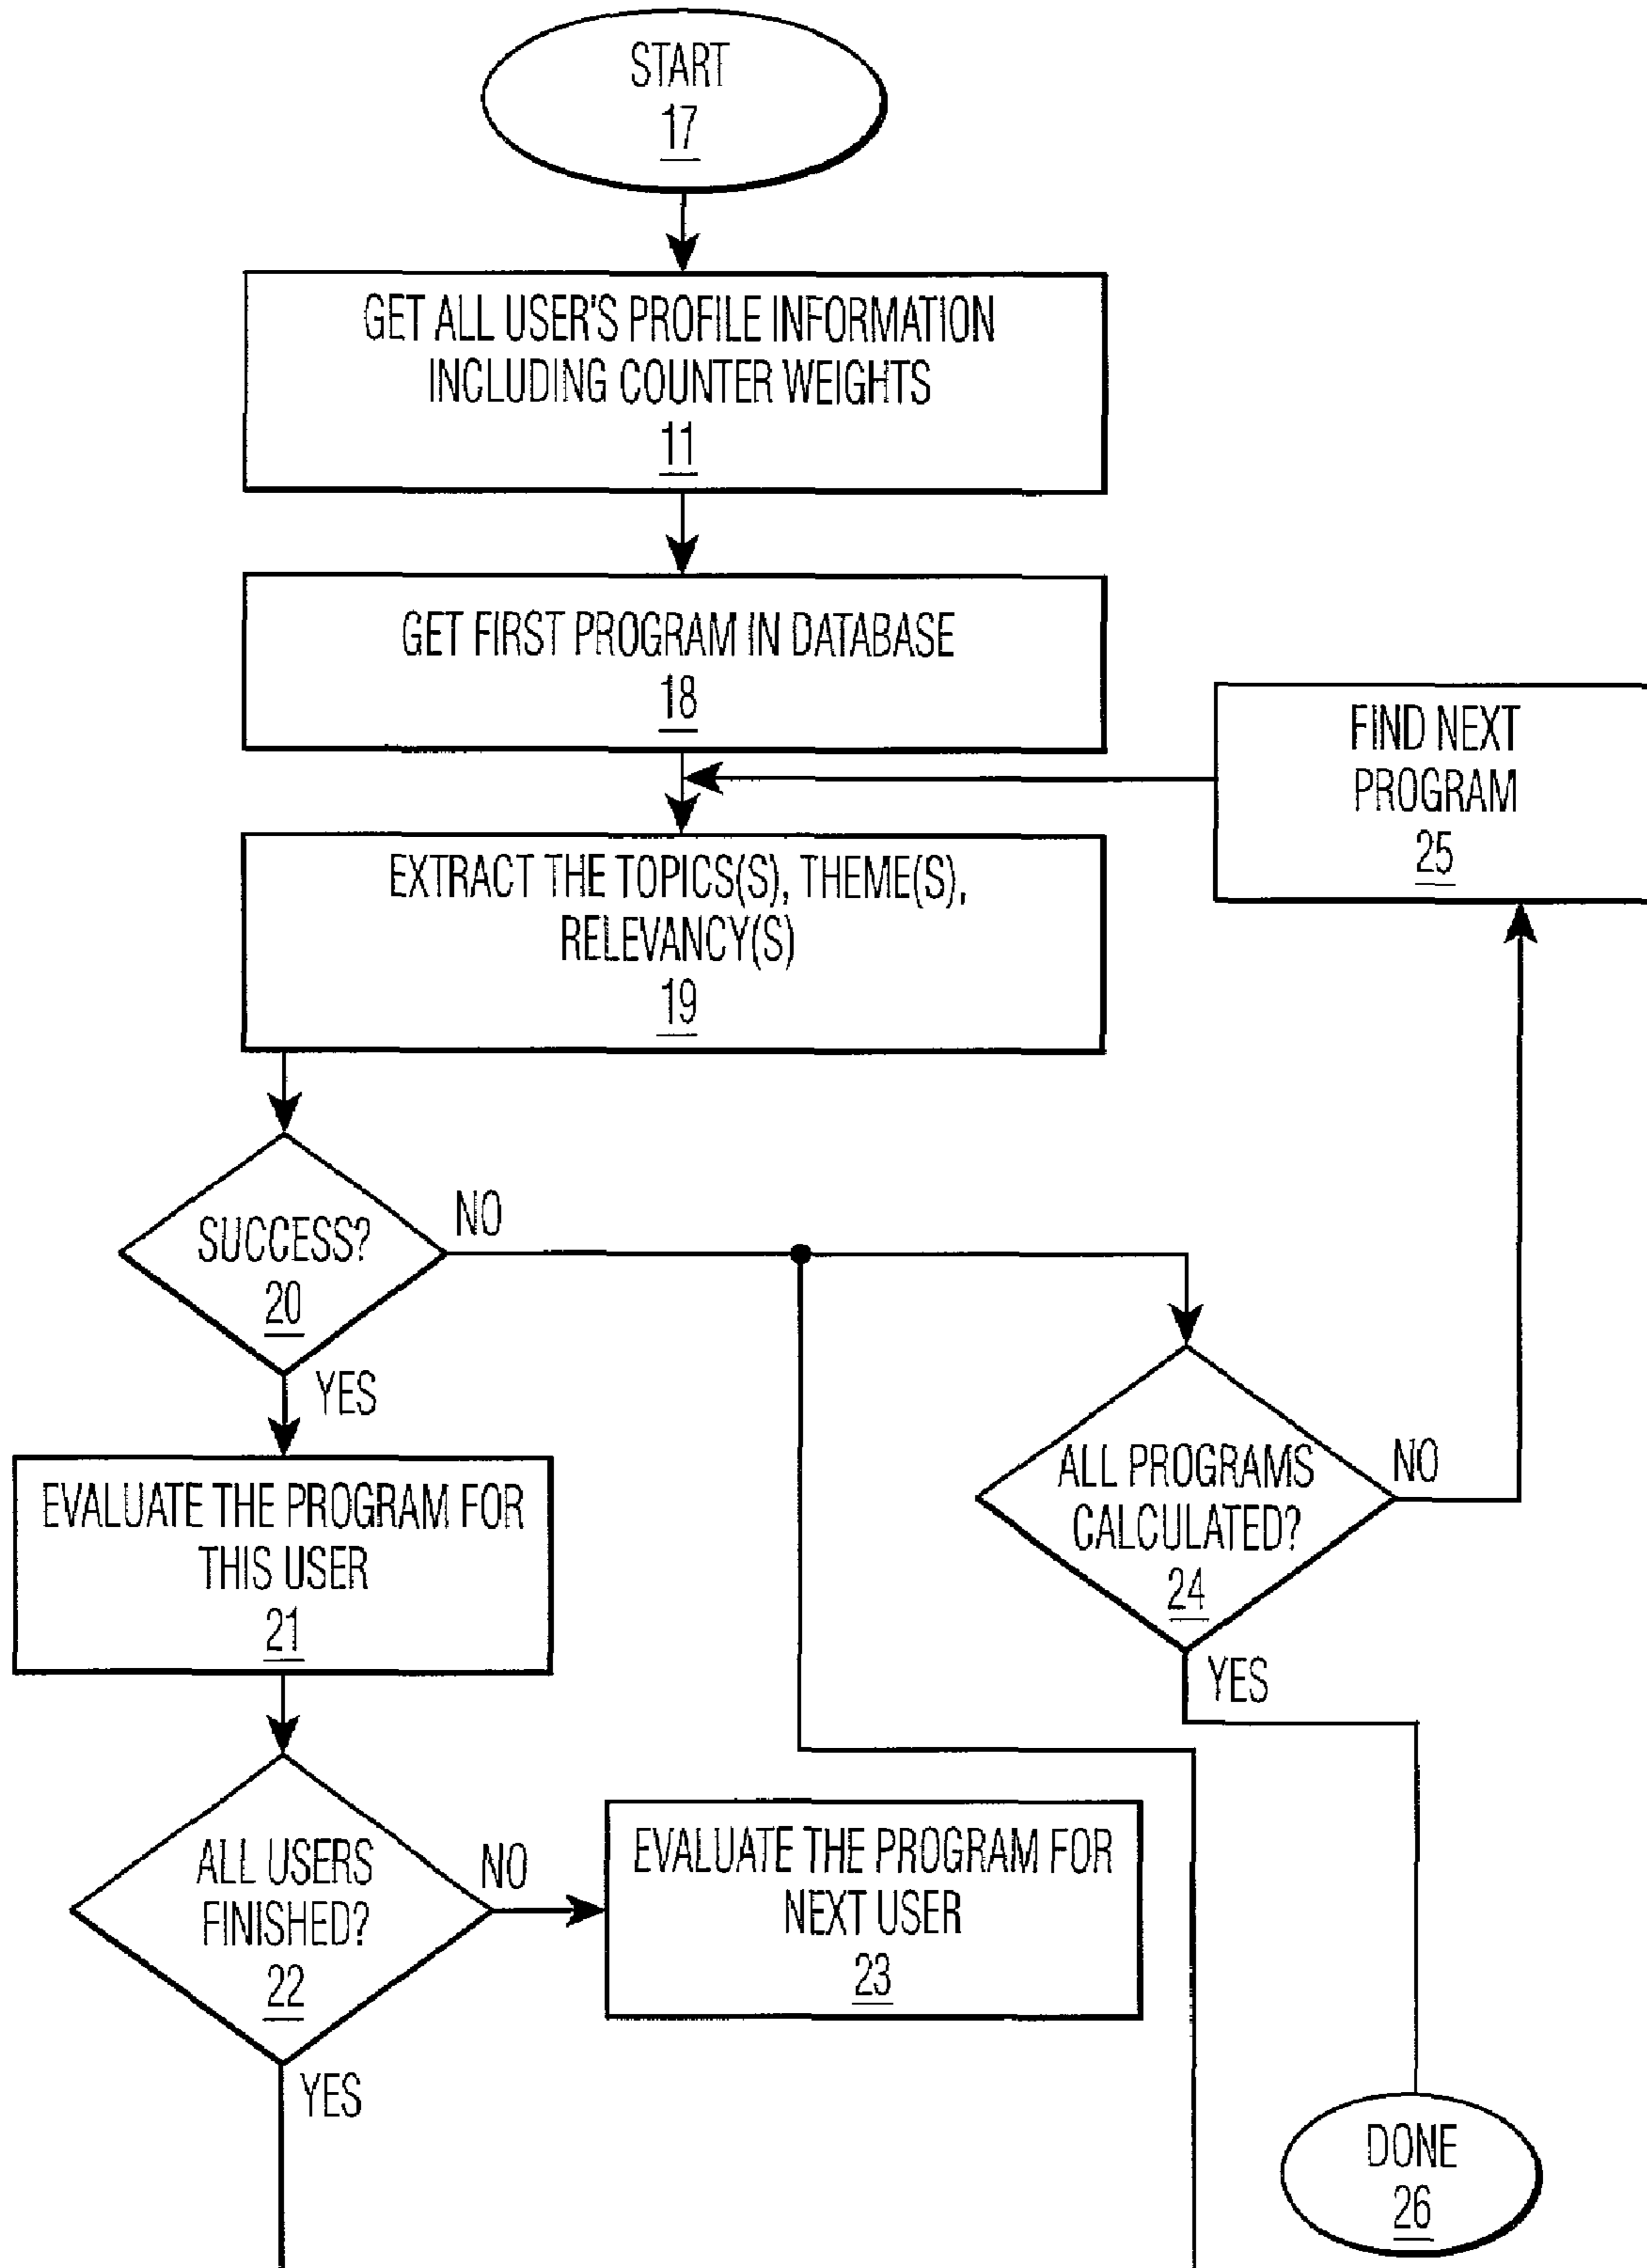 START
17
GET ALL USER'S PROFILE INFORMATION
INCLUDING COUNTER WEIGHTS
11
GET FIRST PROGRAM IN DATABASE
18
FIND NEXT
PROGRAM
25
EXTRACT THE TOPICS(S), THEME(S),
RELEVANCY(S)
19
SUCCESS?
20
NO
YES
EVALUATE THE PROGRAM FOR
THIS USER
21
ALL PROGRAMS
CALCULATED?
24
NO
YES
ALL USERS
FINISHED?
22
NO
YES
EVALUATE THE PROGRAM FOR
NEXT USER
23
DONE
26